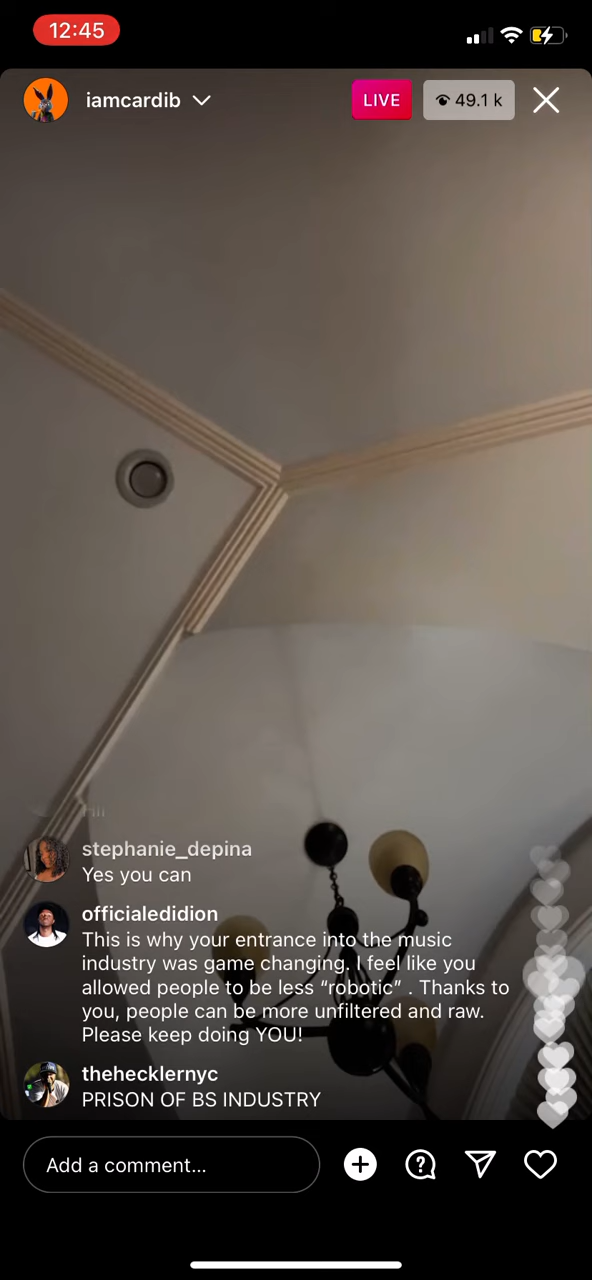 12:45
iamcardib
LIVE
49.1 k
stephanie_depina
Yes you can
officialedidion
This is why your entrance into the music
industry was game changing. I feel like you
allowed people to be less “robotic” . Thanks to
you, people can be more unfiltered and raw.
Please keep doing YOU!
thehecklernyc
PRISON OF BS INDUSTRY
Add a comment...